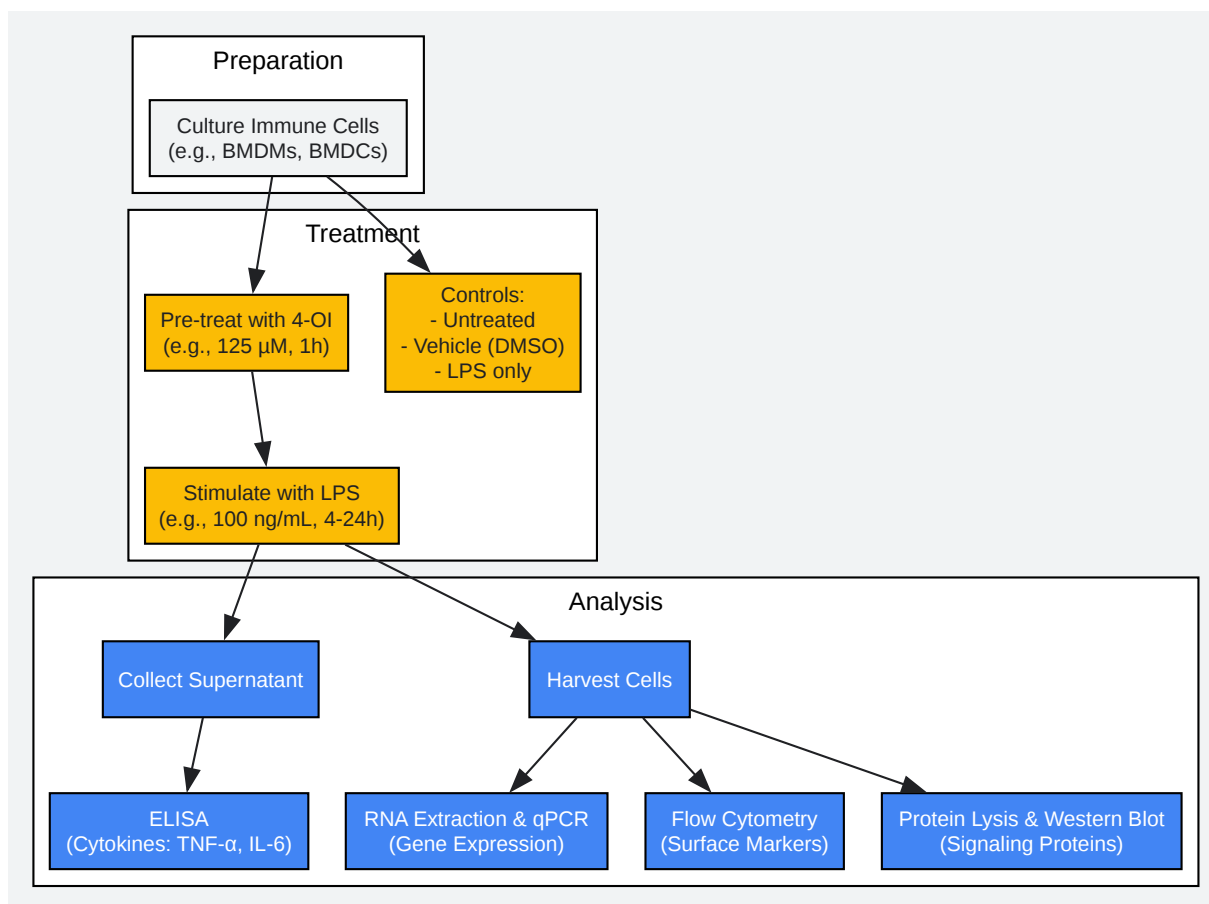 Preparation
Culture Immune Cells
(e.g., BMDMs, BMDCs)
Treatment
Controls:
- Untreated
- Vehicle (DMSO)
- LPS only
Pre-treat with 4-OI
(e.g., 125 µM, 1h)
Stimulate with LPS
(e.g., 100 ng/mL, 4-24h)
Analysis
Collect Supernatant
Harvest Cells
ELISA
(Cytokines: TNF-α, IL-6)
RNA Extraction & qPCR
(Gene Expression)
Flow Cytometry
(Surface Markers)
Protein Lysis & Western Blot
(Signaling Proteins)